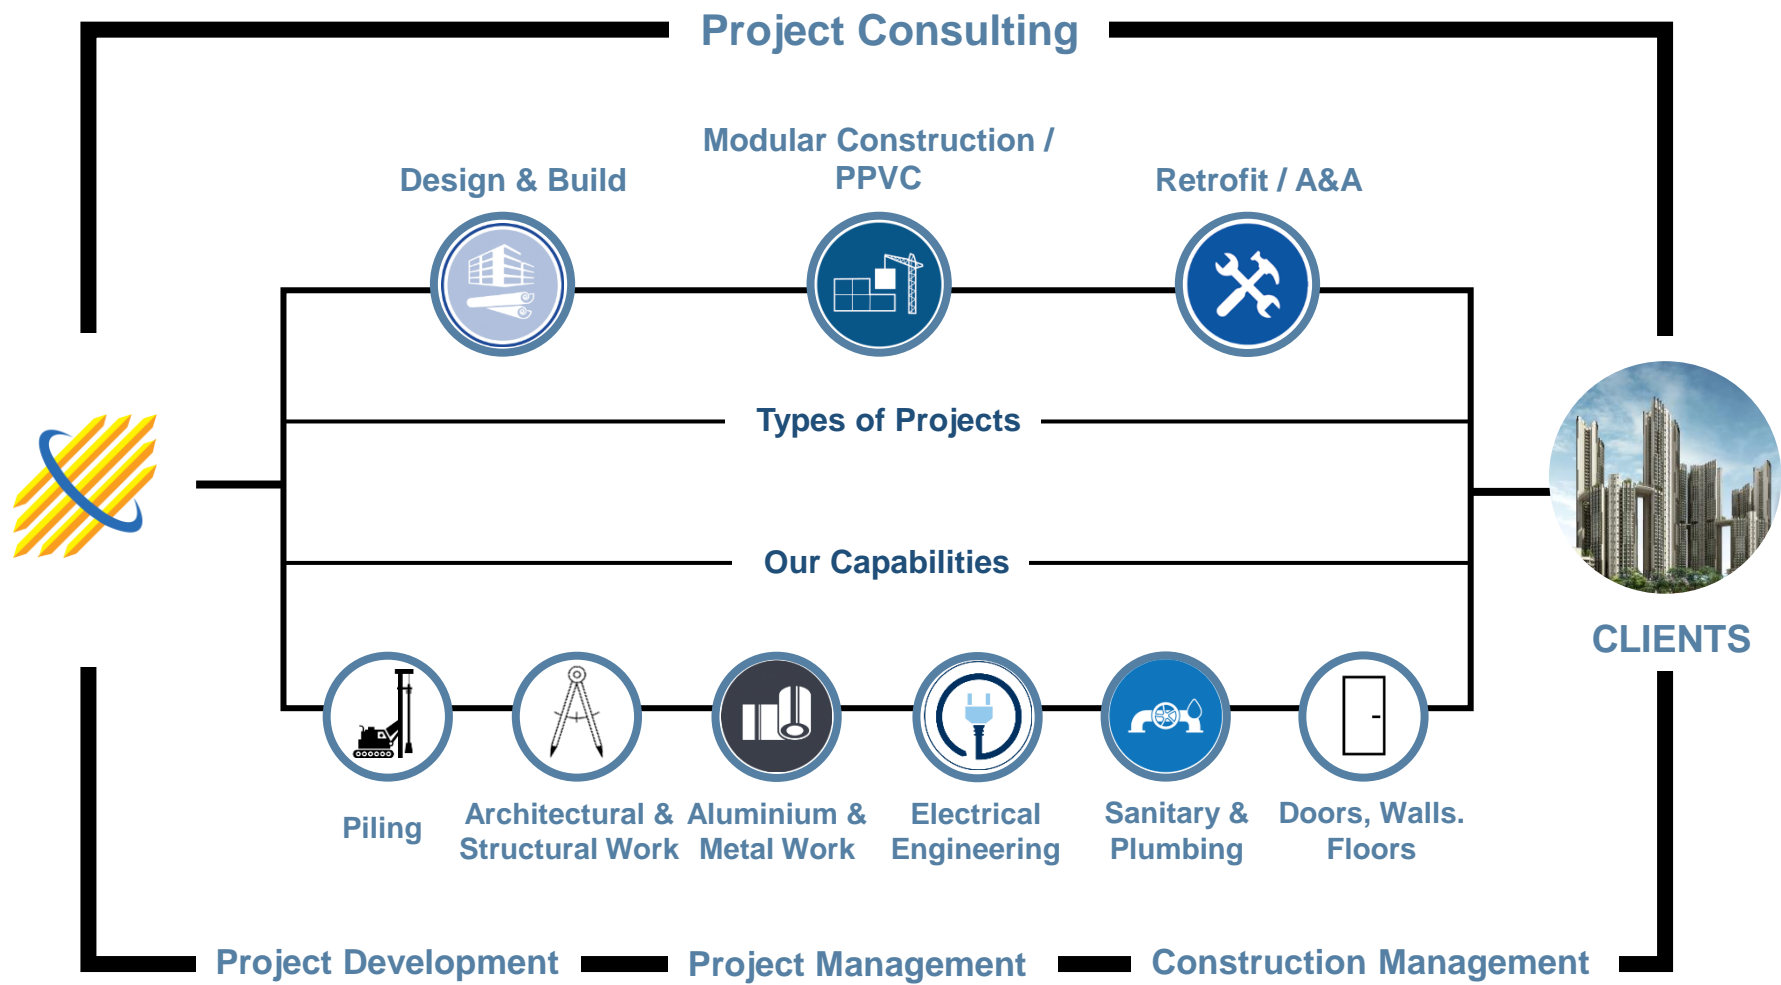 Project Consulting
Modular Construction /
PPVC
Design & Build
Retrofit / A&A
Types of Projects
Our Capabilities
CLIENTS
Piling
Architectural &
Structural Work
Aluminium &
Metal Work
Electrical
Engineering
Sanitary &
Plumbing
Doors, Walls.
Floors
Project Development
Project Management
Construction Management